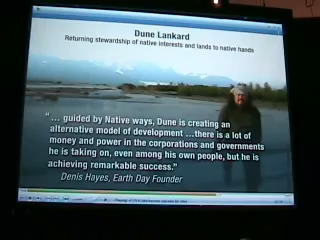 Dune Lankard
Returning stewardship of native interests and lands to native hands
“ ... guided by Native ways, Dune is creating an
alternative model of development ...there is a lot of
money and power in the corporations and governments
he is taking on, even among his own people, but he is
achieving remarkable success.”
Denis Hayes, Earth Day Founder